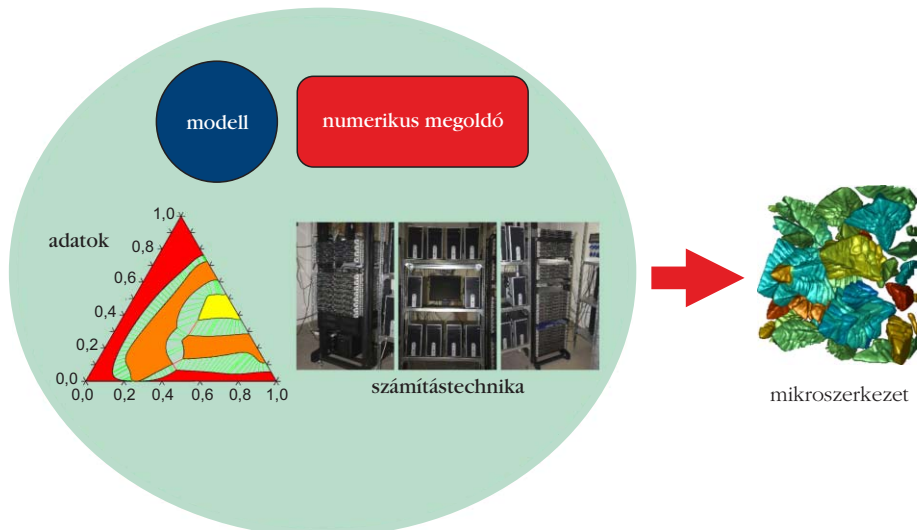 modell
numerikus megoldó
adatok
1,0
0,8
0,6
0,4
0,2
0,0
0,0 0,2 0,4 0,6 0,8 1,0
számítástechnika
mikroszerkezet